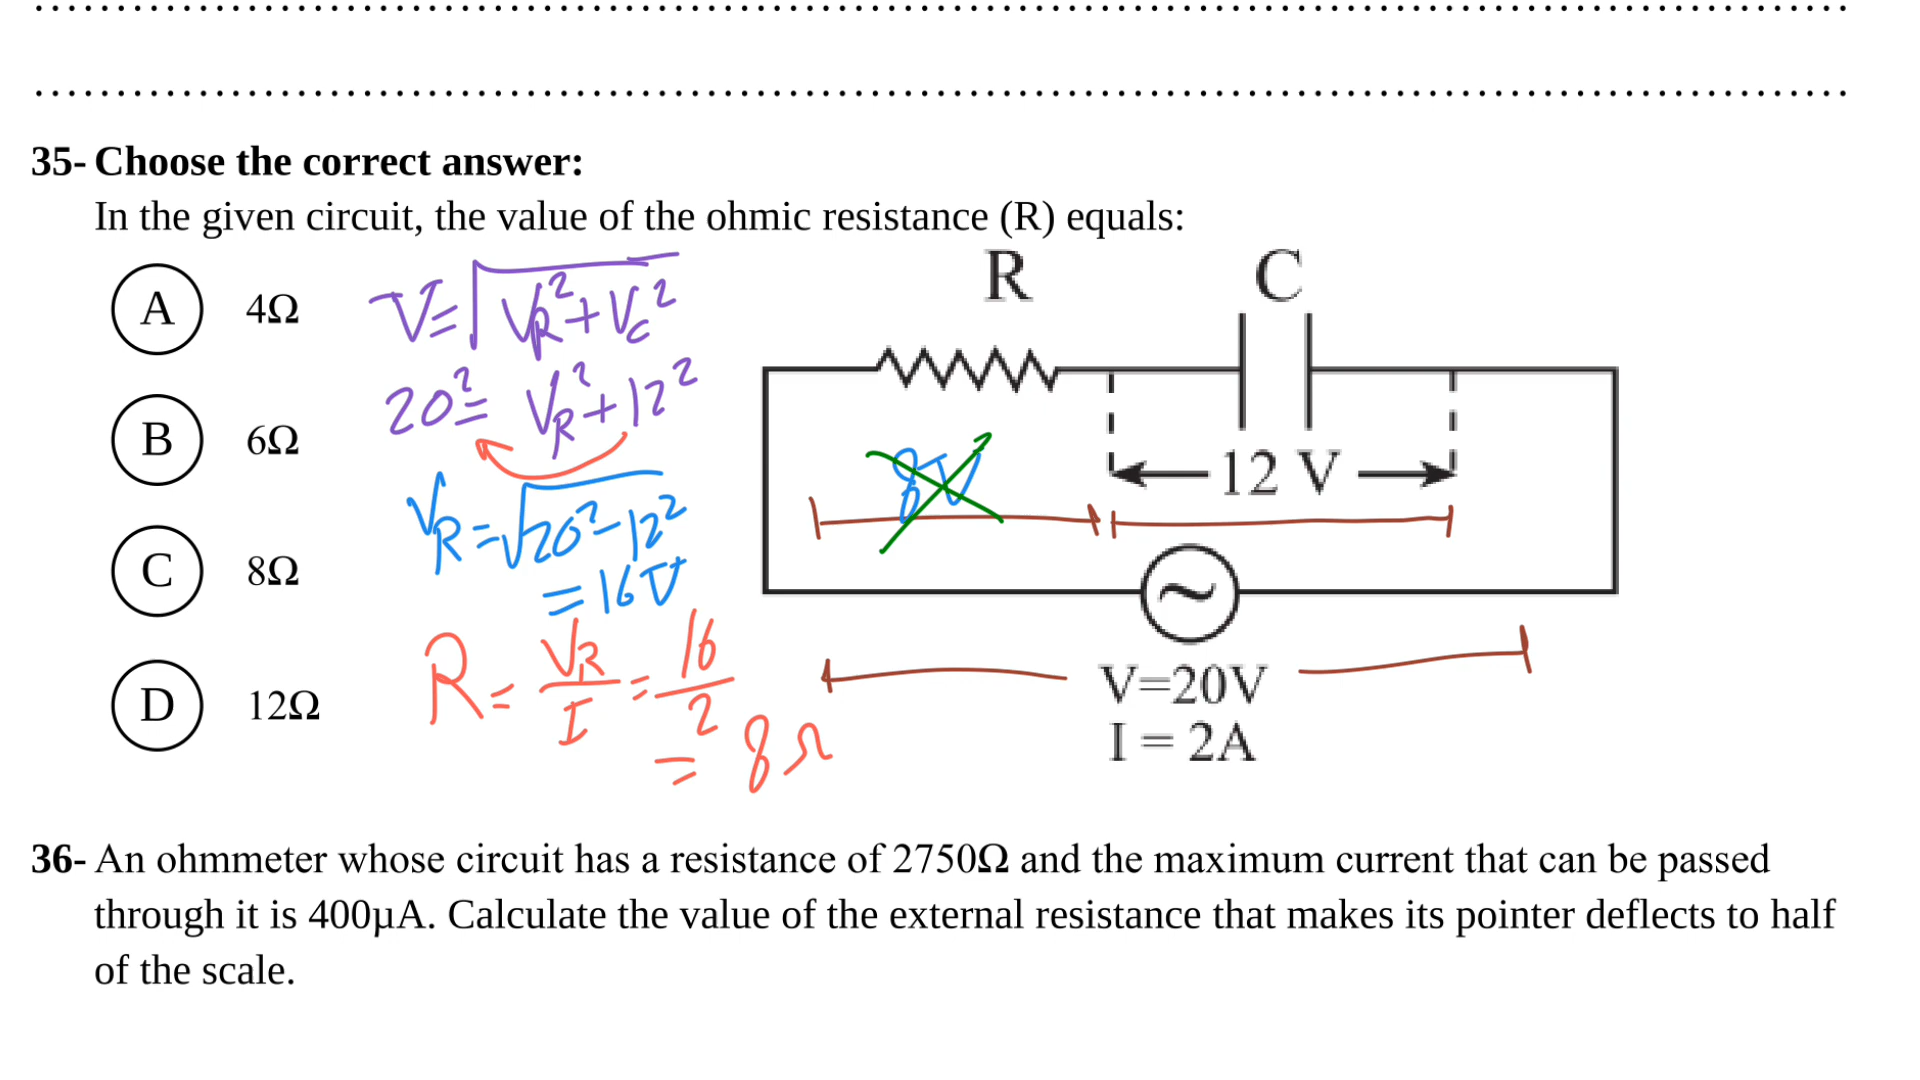 35- Choose the correct answer:
In the given circuit, the value of the ohmic resistance (R) equals:
A 4Ω
B 6Ω
C 8Ω
D 12Ω
V=√VR²+VC²
20²= VR²+12²
VR=√20²-12²
=16V
R=VR/I=16/2
=8Ω
R C
8V
12 V
~
V=20V
I = 2A
36- An ohmmeter whose circuit has a resistance of 2750Ω and the maximum current that can be passed
through it is 400µA. Calculate the value of the external resistance that makes its pointer deflects to half
of the scale.